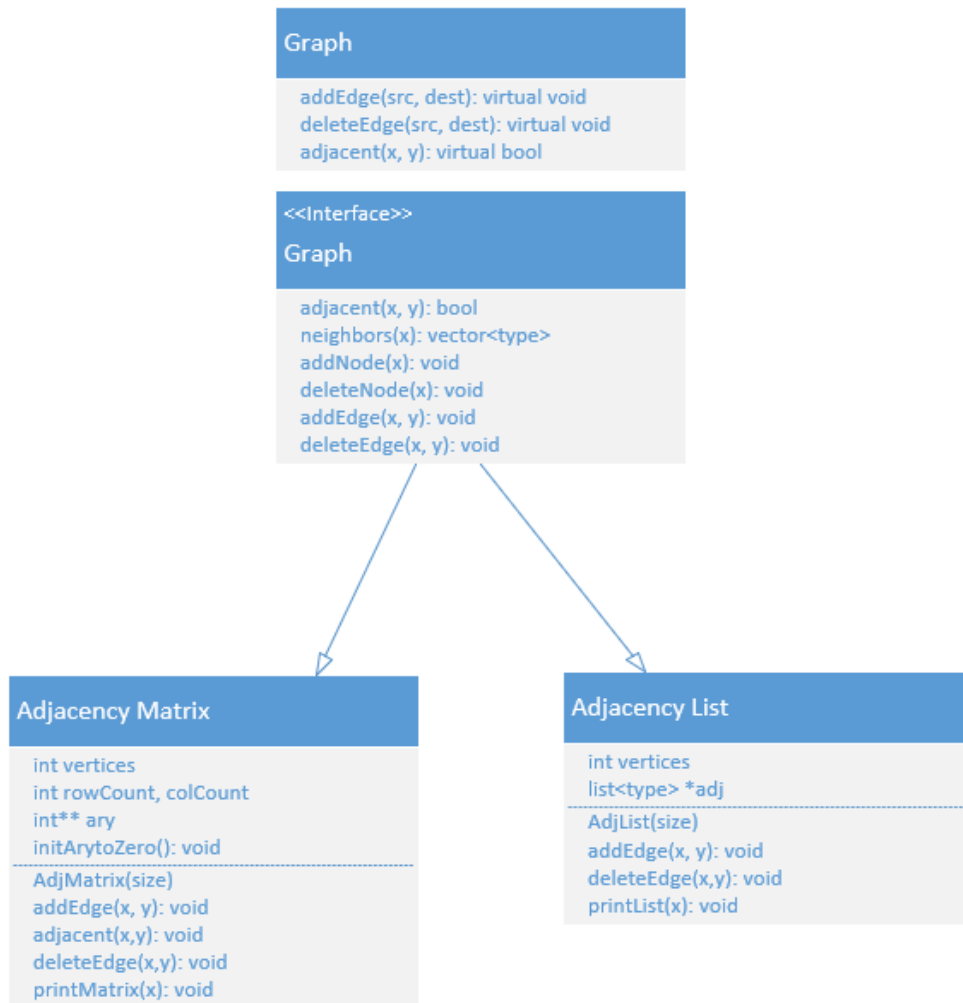 Graph
addEdge(src, dest): virtual void
deleteEdge(src, dest): virtual void
adjacent(x, y): virtual bool
<<Interface>>
Graph
adjacent(x, y): bool
neighbors(x): vector<type>
addNode(x): void
deleteNode(x): void
addEdge(x, y): void
deleteEdge(x, y): void
Adjacency Matrix
int vertices
int rowCount, colCount
int** ary
initArytoZero(): void
AdjMatrix(size)
addEdge(x, y): void
adjacent(x,y): void
deleteEdge(x,y): void
printMatrix(x): void
Adjacency List
int vertices
list<type> *adj
AdjList(size)
addEdge(x, y): void
deleteEdge(x,y): void
printList(x): void